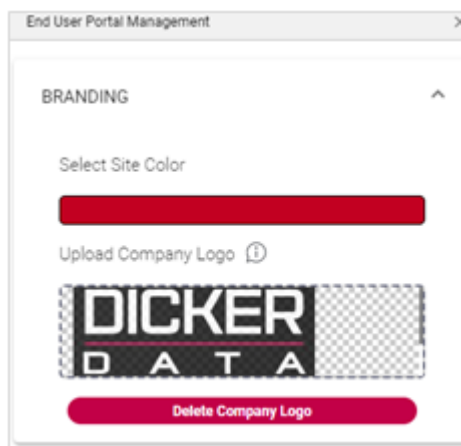 End User Portal Management
BRANDING
Select Site Color
Upload Company Logo
DICKER
DATA
Delete Company Logo